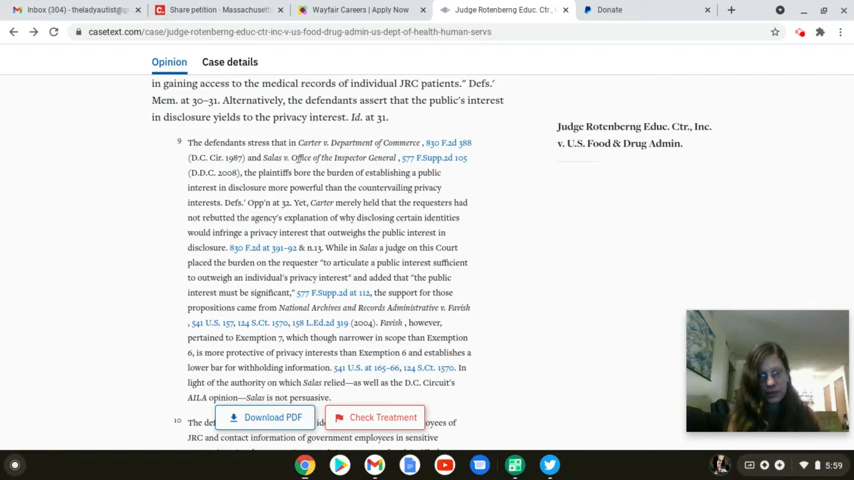 Inbox (304) - theladyautist@g
Share petition · Massachusetts
Wayfair Careers | Apply Now
Judge Rotenberng Educ. Ctr., I
Donate
casetext.com/case/judge-rotenberng-educ-ctr-inc-v-us-food-drug-admin-us-dept-of-health-human-servs
Opinion
Case details
in gaining access to the medical records of individual JRC patients." Defs.'
Mem. at 30–31. Alternatively, the defendants assert that the public's interest
in disclosure yields to the privacy interest. Id. at 31.
9 The defendants stress that in Carter v. Department of Commerce , 830 F.2d 388
(D.C. Cir. 1987) and Salas v. Office of the Inspector General , 577 F.Supp.2d 105
(D.D.C. 2008), the plaintiffs bore the burden of establishing a public
interest in disclosure more powerful than the countervailing privacy
interests. Defs.' Opp'n at 32. Yet, Carter merely held that the requesters had
not rebutted the agency's explanation of why disclosing certain identities
would infringe a privacy interest that outweighs the public interest in
disclosure. 830 F.2d at 391–92 & n.13. While in Salas a judge on this Court
placed the burden on the requester "to articulate a public interest sufficient
to outweigh an individual's privacy interest" and added that "the public
interest must be significant," 577 F.Supp.2d at 112, the support for those
propositions came from National Archives and Records Administrative v. Favish
, 541 U.S. 157, 124 S.Ct. 1570, 158 L.Ed.2d 319 (2004). Favish , however,
pertained to Exemption 7, which though narrower in scope than Exemption
6, is more protective of privacy interests than Exemption 6 and establishes a
lower bar for withholding information. 541 U.S. at 165–66, 124 S.Ct. 1570. In
light of the authority on which Salas relied—as well as the D.C. Circuit's
AILA opinion—Salas is not persuasive.
10 The def
yees of
JRC and contact information of government employees in sensitive
Download PDF
Check Treatment
Judge Rotenberng Educ. Ctr., Inc.
v. U.S. Food & Drug Admin.
5:59